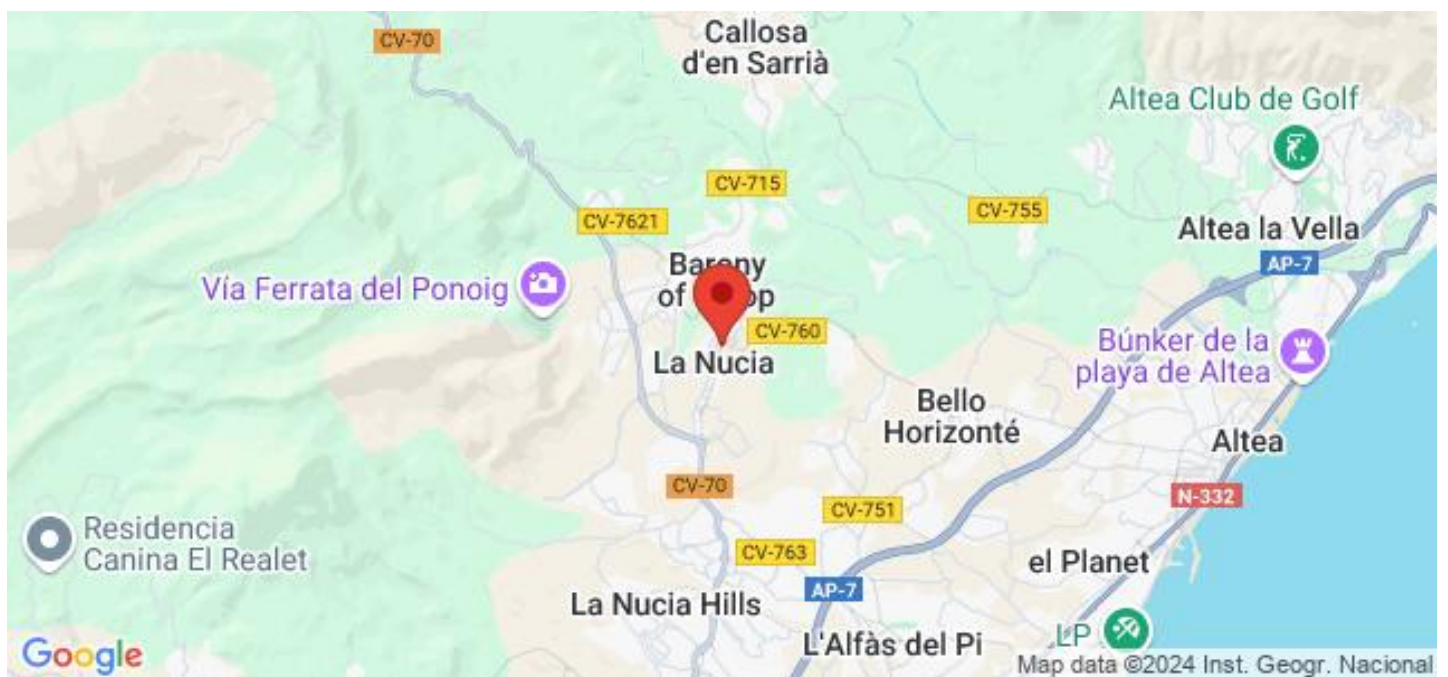 Callosa
d'en Sarrià
CV-70
Altea Club de Golf
CV-715
CV-755
CV-7621
Altea la Vella
AP-7
Barony
of
Vía Ferrata del Ponoig
CV-760
La Nucia
Búnker de la
playa de Altea
Bello
Horizonté
Altea
CV-70
N-332
CV-751
Residencia
Canina El Realet
CV-763
el Planet
AP-7
La Nucia Hills
L'Alfàs del Pi
LP
Google
Map data ©2024 Inst. Geogr. Nacional